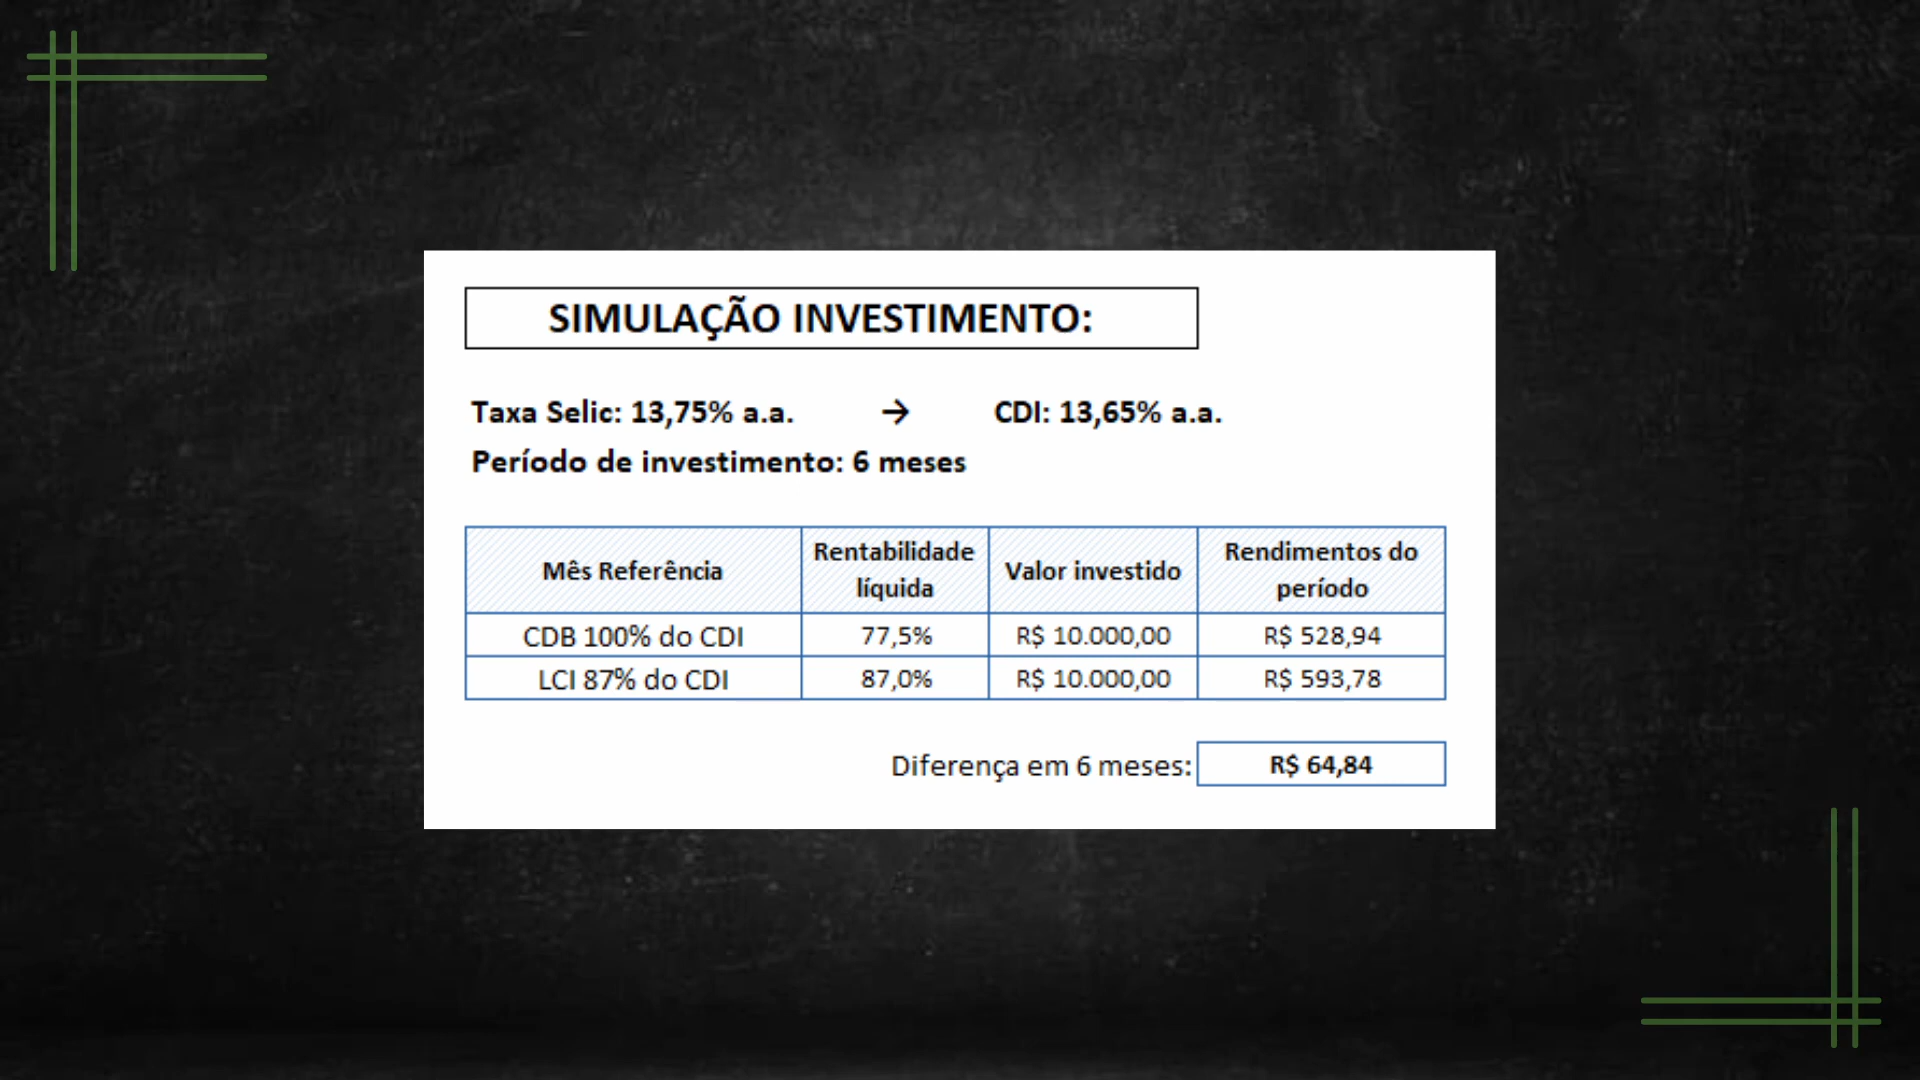 SIMULAÇÃO INVESTIMENTO:
Taxa Selic: 13,75% a.a. → CDI: 13,65% a.a.
Período de investimento: 6 meses
Mês Referência Rentabilidade líquida Valor investido Rendimentos do período
CDB 100% do CDI 77,5% R$ 10.000,00 R$ 528,94
LCI 87% do CDI 87,0% R$ 10.000,00 R$ 593,78
Diferença em 6 meses: R$ 64,84